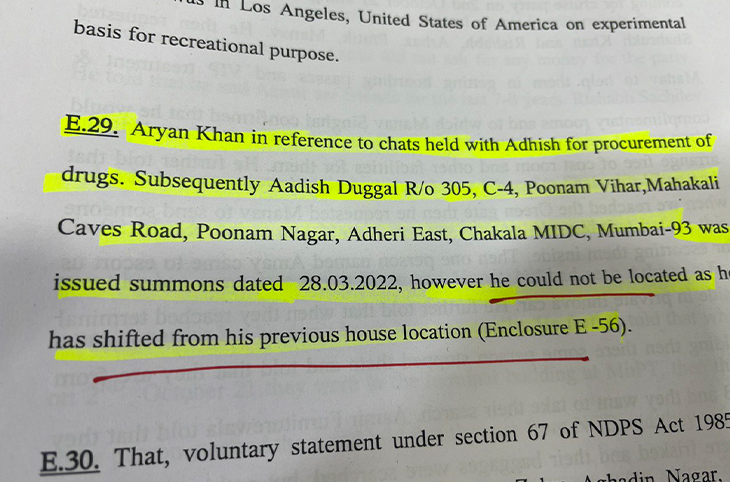 in Los Angeles, United States of America on experimental
basis for recreational purpose.
E.29. Aryan Khan in reference to chats held with Adhish for procurement of
drugs. Subsequently Aadish Duggal R/o 305, C-4, Poonam Vihar,Mahakali
Caves Road, Poonam Nagar, Adheri East, Chakala MIDC, Mumbai-93 was
issued summons dated 28.03.2022, however he could not be located as he
has shifted from his previous house location (Enclosure E -56).
E.30. That, voluntary statement under section 67 of NDPS Act 1985
Nagar,